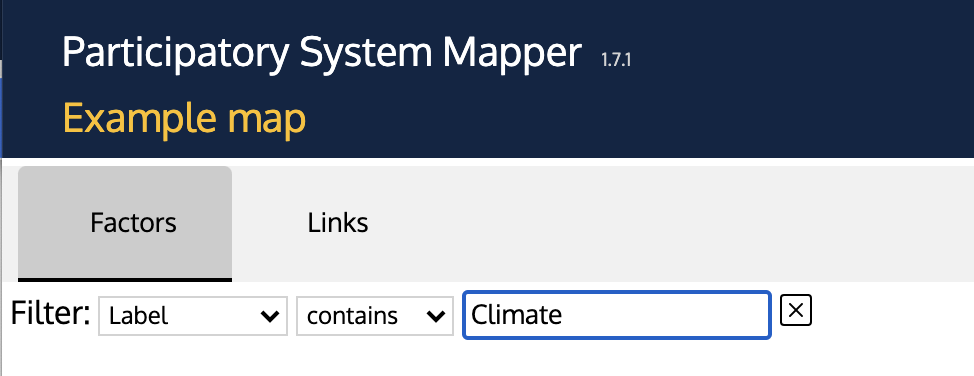 Participatory System Mapper 1.7.1
Example map
Factors Links
Filter: Label contains Climate